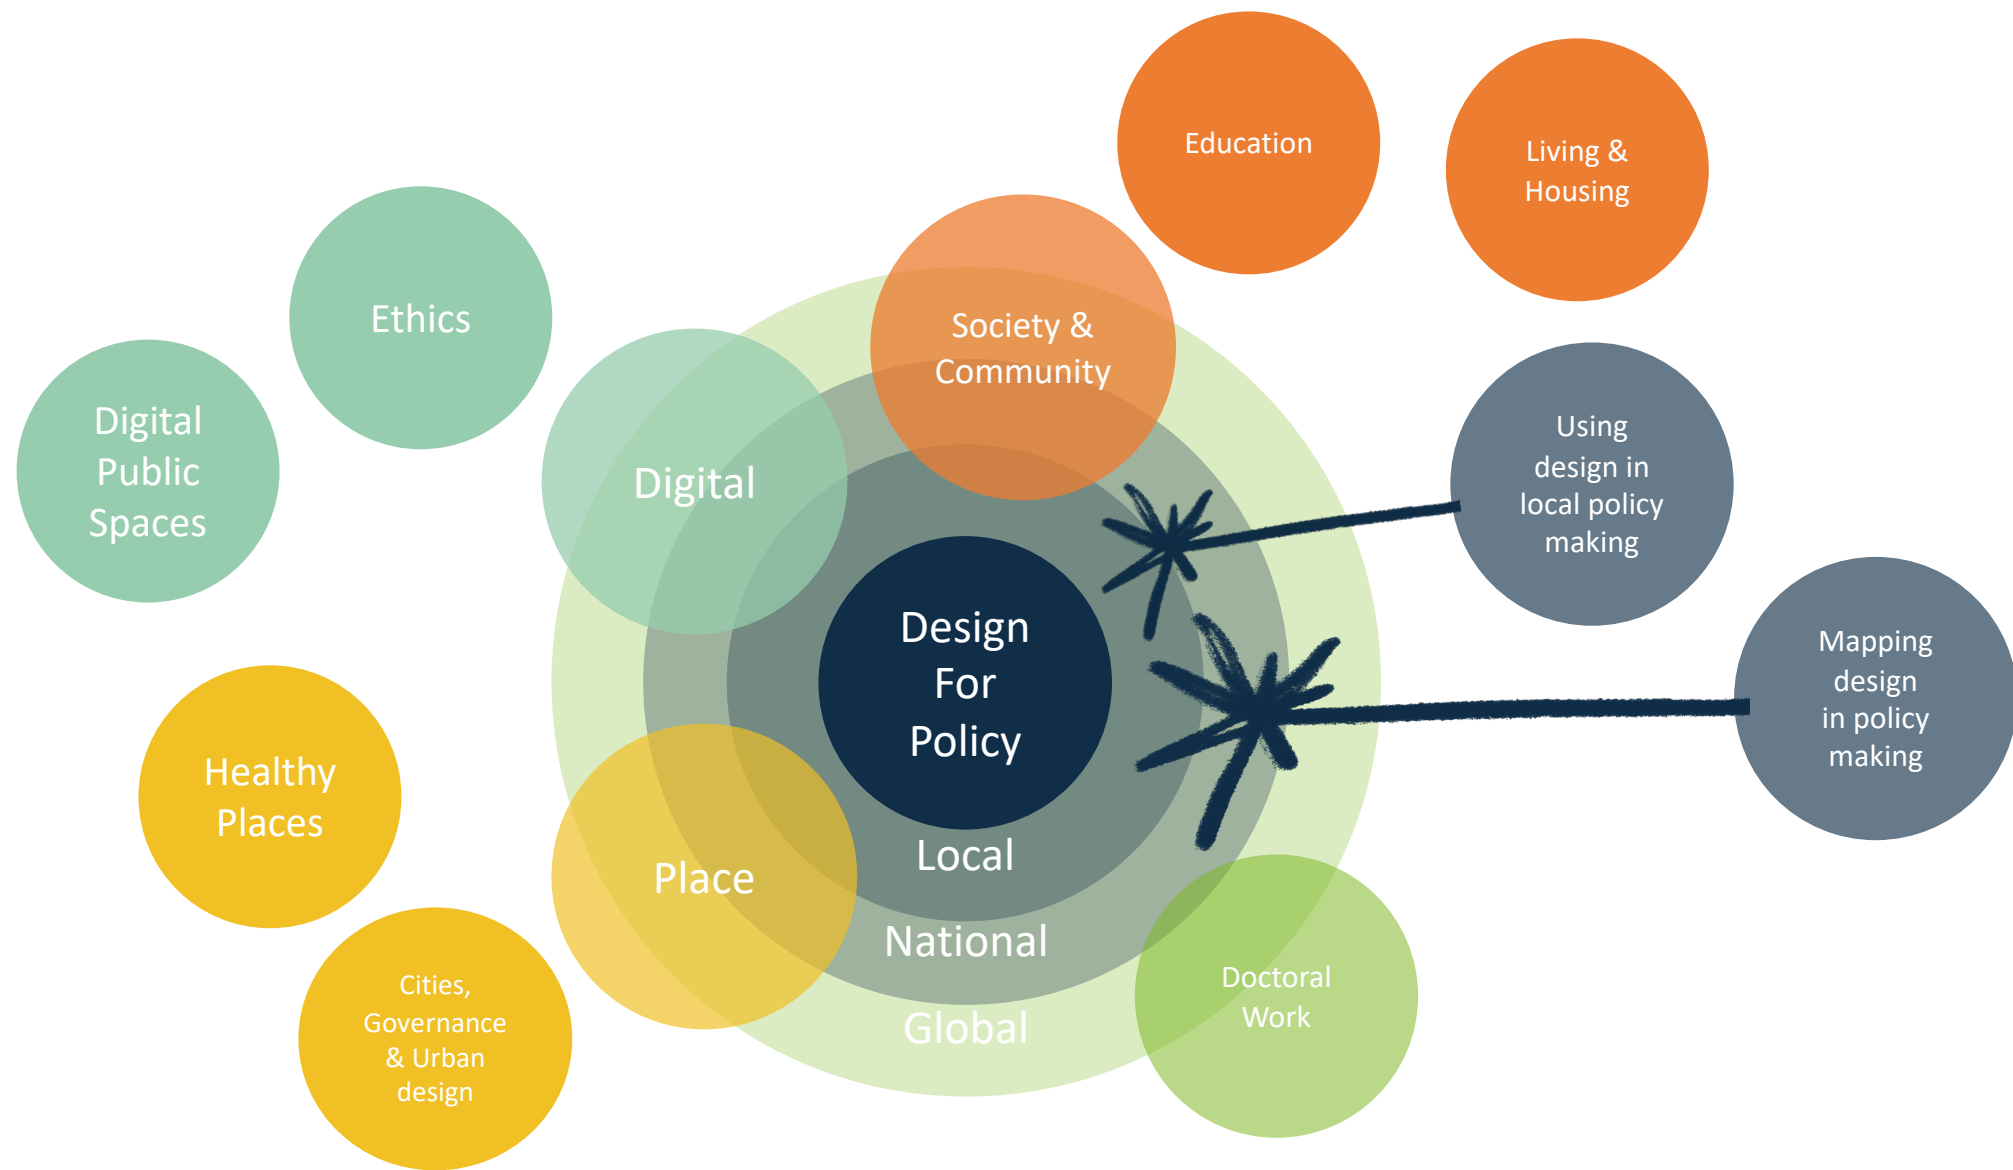 Education
Living &
Housing
Ethics
Society &
Community
Digital
Public
Spaces
Digital
Using
design in
local policy
making
Design
For
Policy
Mapping
design
in policy
making
Healthy
Places
Place
Local
National
Global
Doctoral
Work
Cities,
Governance
& Urban
design